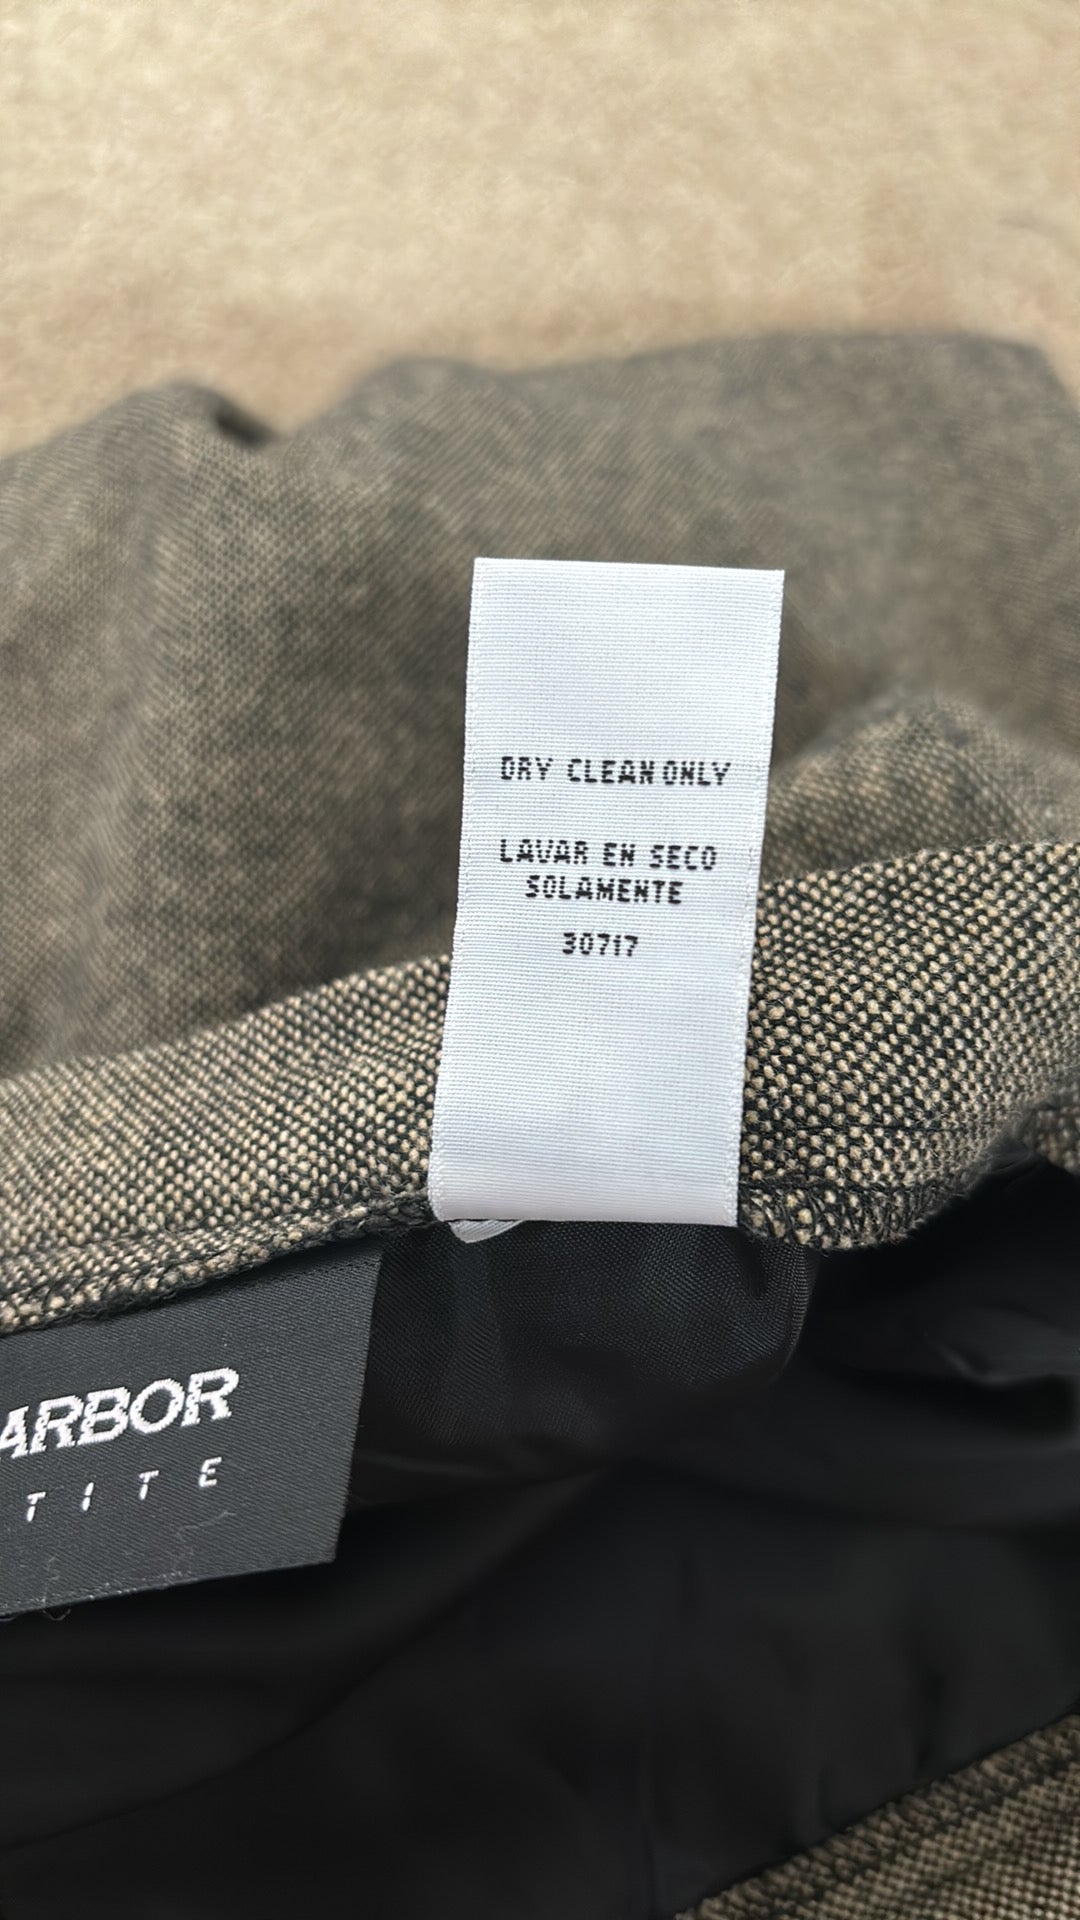 DRY CLEAN ONLY
LAVAR EN SECO
SOLAMENTE
30717
ARBOR
TITE